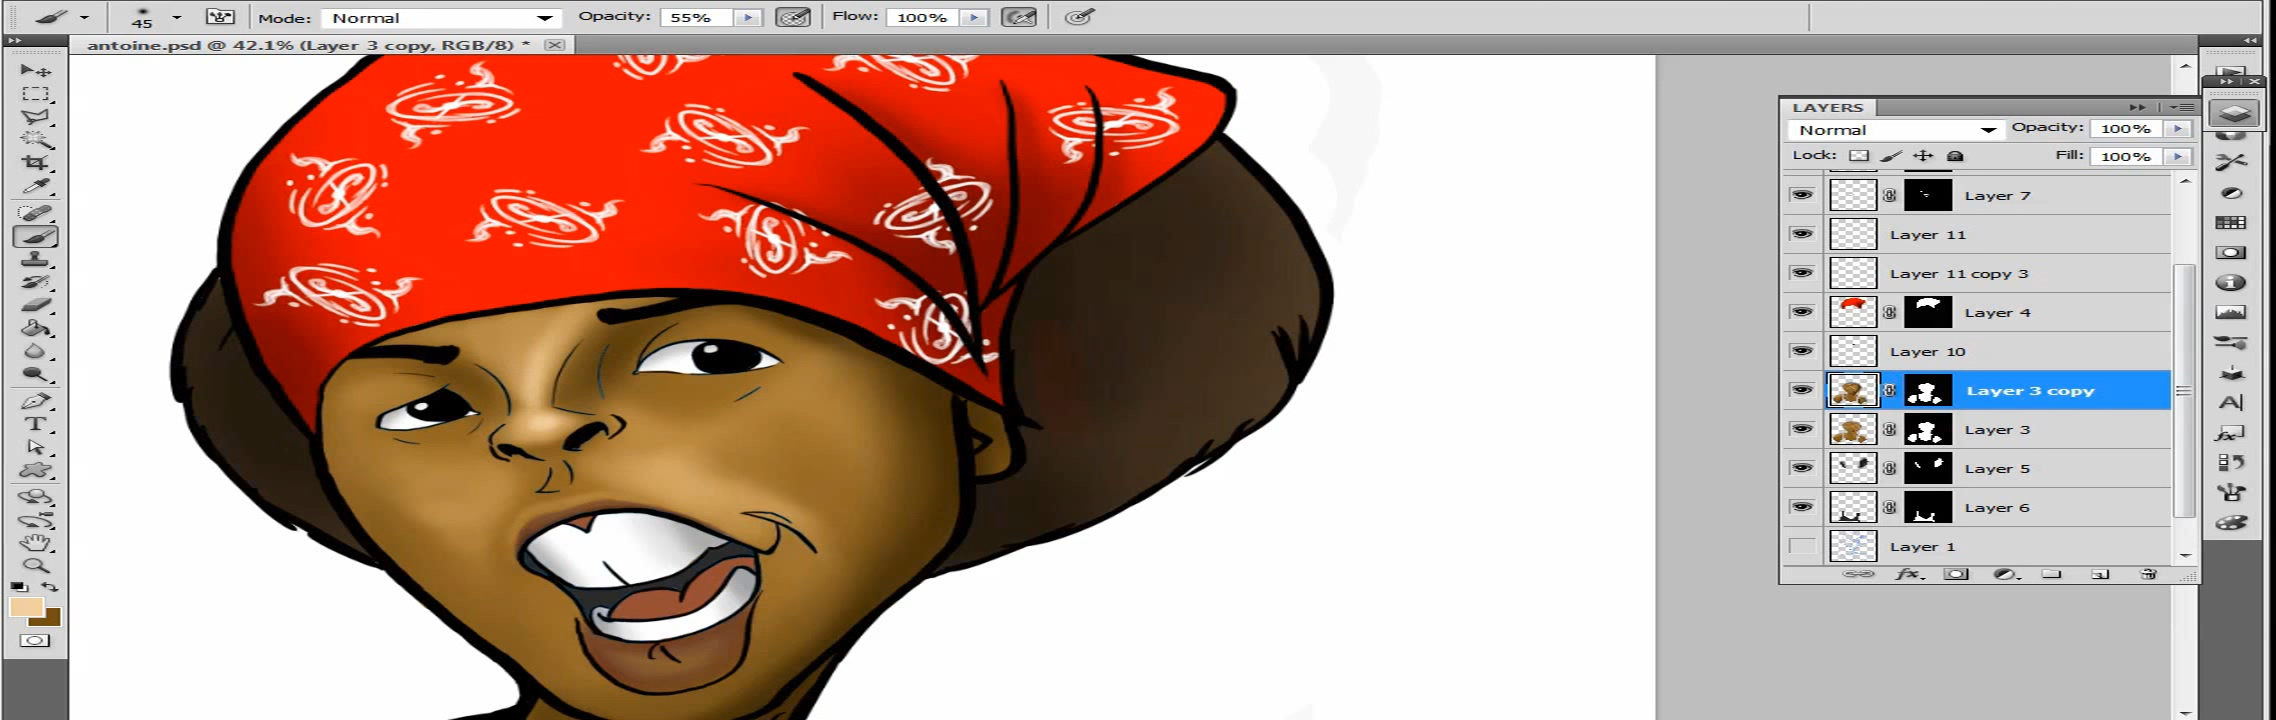 45 Mode: Normal Opacity: 55% Flow: 100%
antoine.psd @ 42.1% (Layer 3 copy, RGB/8) *
LAYERS
Normal Opacity: 100%
Lock: Fill: 100%
Layer 7
Layer 11
Layer 11 copy 3
Layer 4
Layer 10
Layer 3 copy
Layer 3
Layer 5
Layer 6
Layer 1
fx